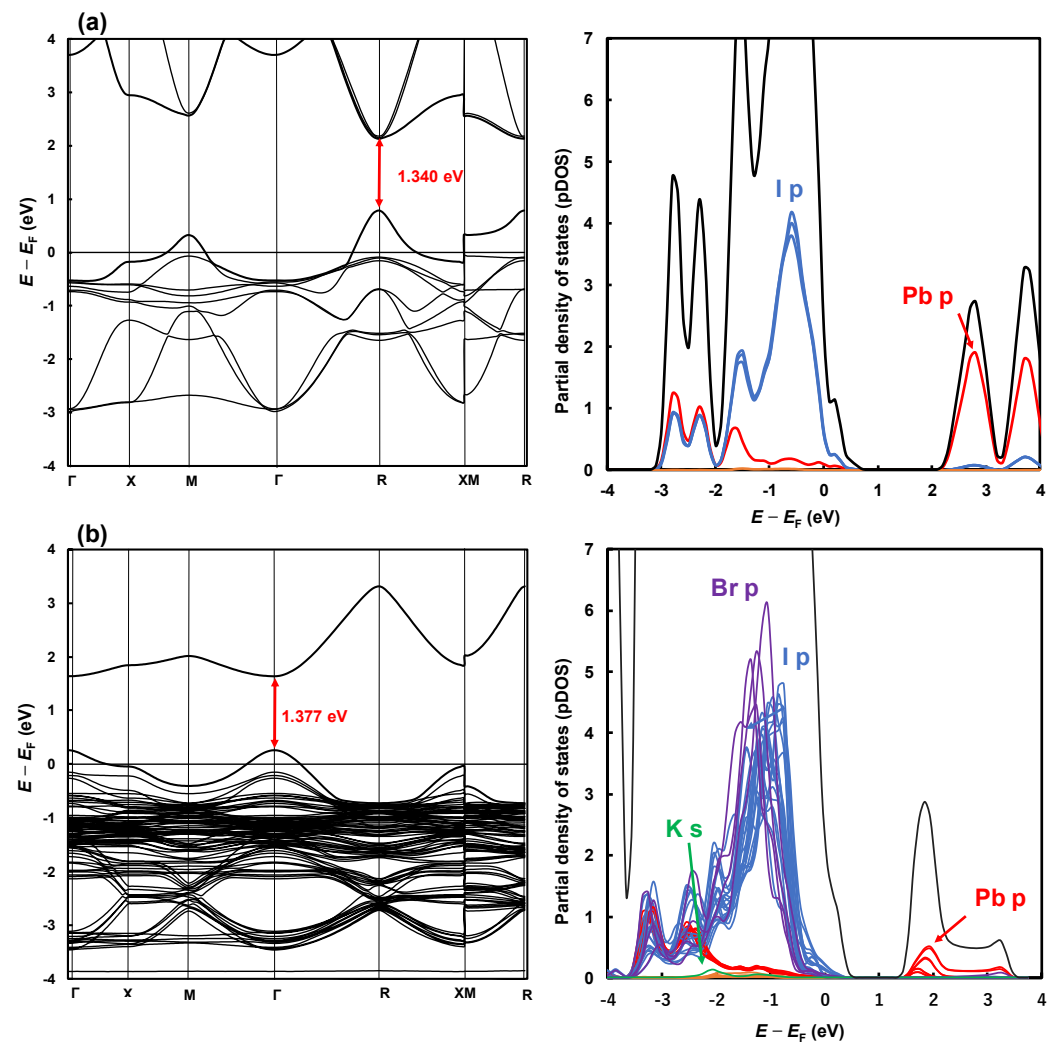 (a)
4
3
2
1
0
-1
-2
-3
-4
E − EF (eV)
1.340 eV
Γ X M Γ R XM R
7
6
5
4
3
2
1
0
Partial density of states (pDOS)
I p
Pb p
-4 -3 -2 -1 0 1 2 3 4
E − EF (eV)
(b)
4
3
2
1
0
-1
-2
-3
-4
E − EF (eV)
1.377 eV
Γ X M Γ R XM R
7
6
5
4
3
2
1
0
Partial density of states (pDOS)
Br p
I p
K s
Pb p
-4 -3 -2 -1 0 1 2 3 4
E − EF (eV)